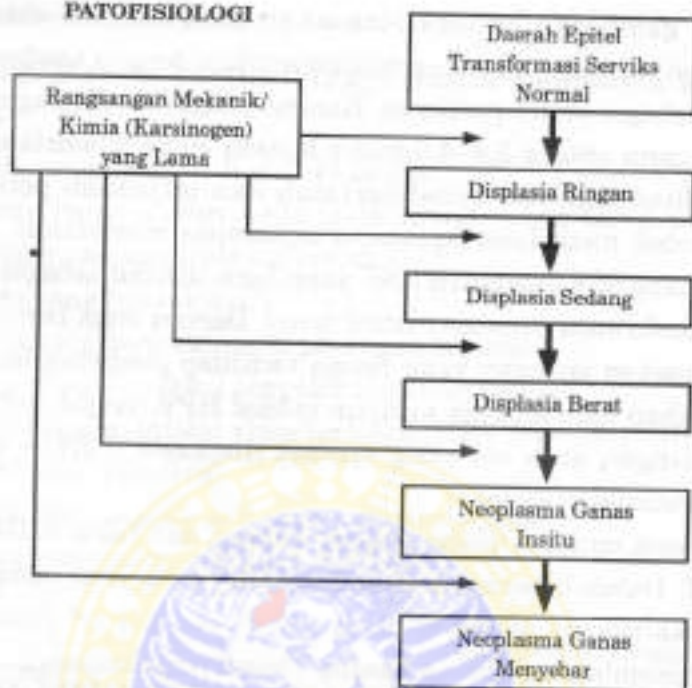 PATOFISIOLOGI
Daerah Epitel
Transformasi Servika
Normal
Rangsangan Mekanik/
Kimia (Karsinogen)
yang Lama
Displasia Ringan
Displasia Sedang
Displasia Berat
Neoplasma Ganas
Insitu
Neoplasma Ganas
Menyebar